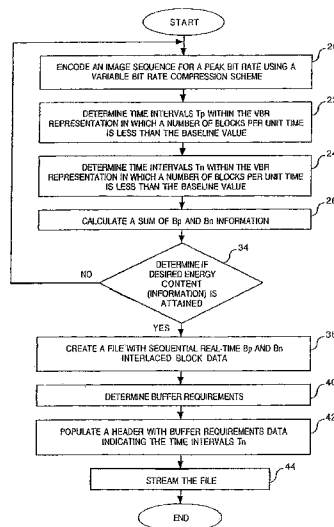 START
20
ENCODE AN IMAGE SEQUENCE FOR A PEAK BIT RATE USING A
VARIABLE BIT RATE COMPRESSION SCHEME
22
DETERMINE TIME INTERVALS Tp WITHIN THE VBR
REPRESENTATION IN WHICH A NUMBER OF BLOCKS PER UNIT TIME
IS LESS THAN THE BASELINE VALUE
24
DETERMINE TIME INTERVALS Tn WITHIN THE VBR
REPRESENTATION IN WHICH A NUMBER OF BLOCKS PER UNIT TIME
IS LESS THAN THE BASELINE VALUE
26
CALCULATE A SUM OF Bp AND Bn INFORMATION
34
DETERMINE IF
DESIRED ENERGY
CONTENT
(INFORMATION) IS
ATTAINED
NO
YES
CREATE A FILE WITH SEQUENTIAL REAL-TIME Bp AND Bn
INTERLACED BLOCK DATA
40
DETERMINE BUFFER REQUIREMENTS
42
POPULATE A HEADER WITH BUFFER REQUIREMENTS DATA
INDICATING THE TIME INTERVALS Tn
44
STREAM THE FILE
END